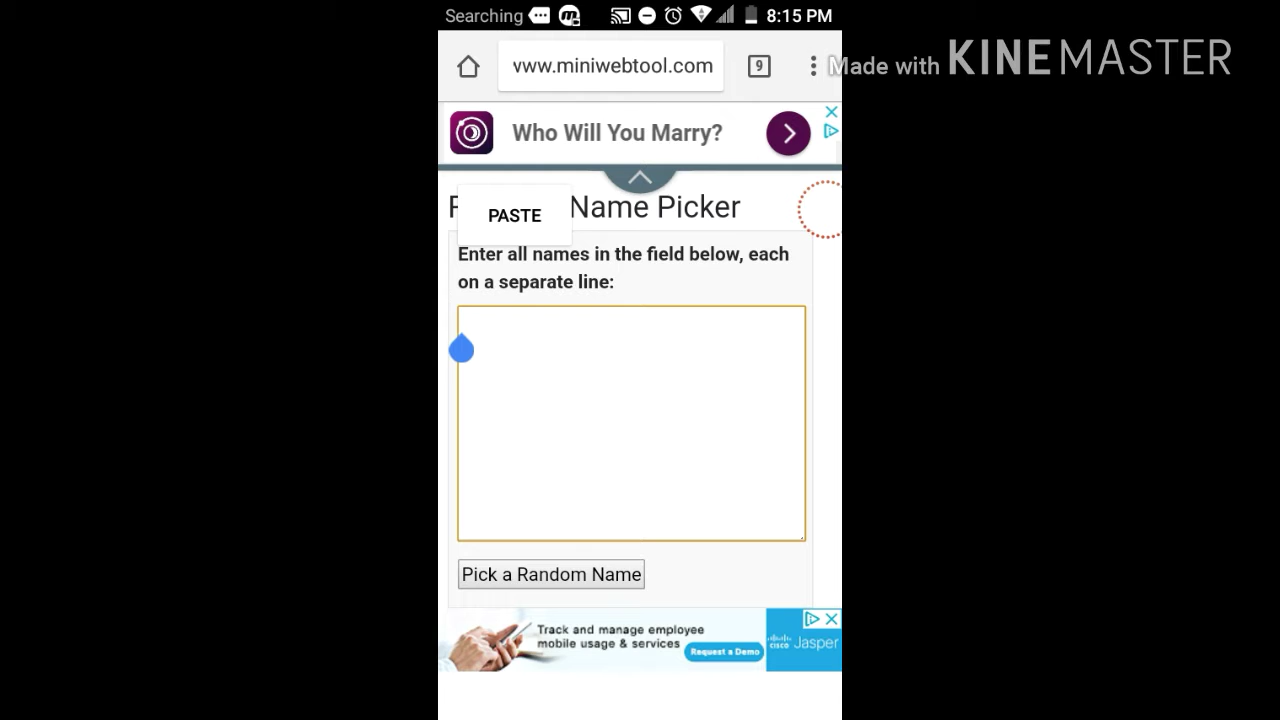 Searching 8:15 PM
www.miniwebtool.com 9
Made with KINEMASTER
Who Will You Marry?
Name Picker
PASTE
Enter all names in the field below, each
on a separate line:
Pick a Random Name
Track and manage employee
mobile usage & services
Request a Demo
cisco Jasper